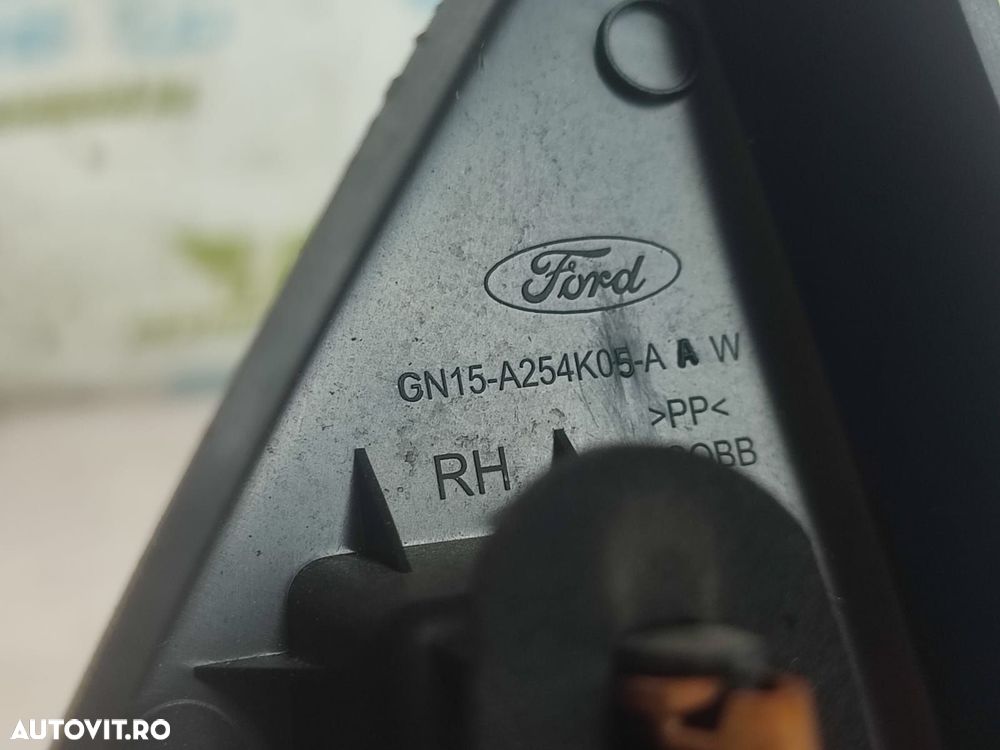 Ford
GN15-A254K05-A A W
>PP<
RH
AUTOVIT.RO